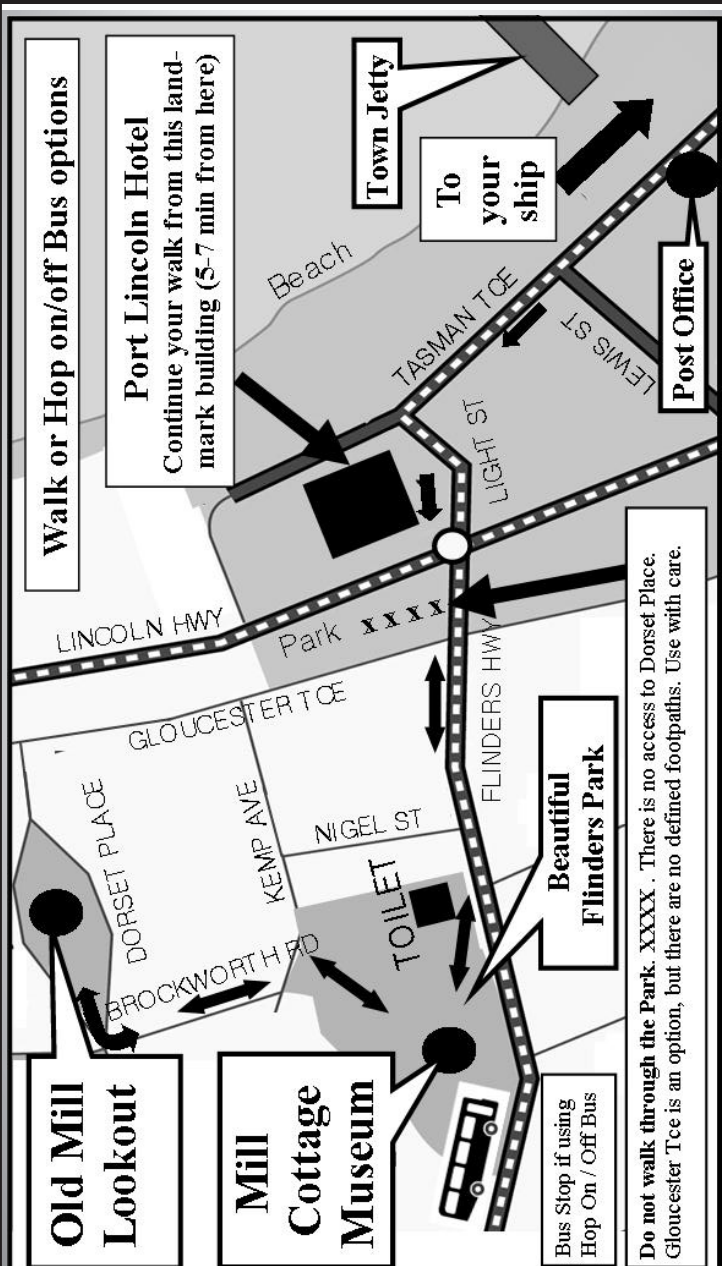 Walk or Hop on/off Bus options
Port Lincoln Hotel
Continue your walk from this land-
mark building (5-7 min from here)
Town Jetty
To
your
ship
Beach
TASMAN TCE
LEWIS ST
Post Office
LIGHT ST
LINCOLN HWY
Park XXXX
GLOUCESTER TCE
FLINDERS HWY
DORSET PLACE
KEMP AVE
NIGEL ST
BROCKWORTH RD
TOILET
Beautiful
Flinders Park
Old Mill
Lookout
Mill
Cottage
Museum
Bus Stop if using
Hop On / Off Bus
Do not walk through the Park. XXXX . There is no access to Dorset Place.
Gloucester Tce is an option, but there are no defined footpaths. Use with care.